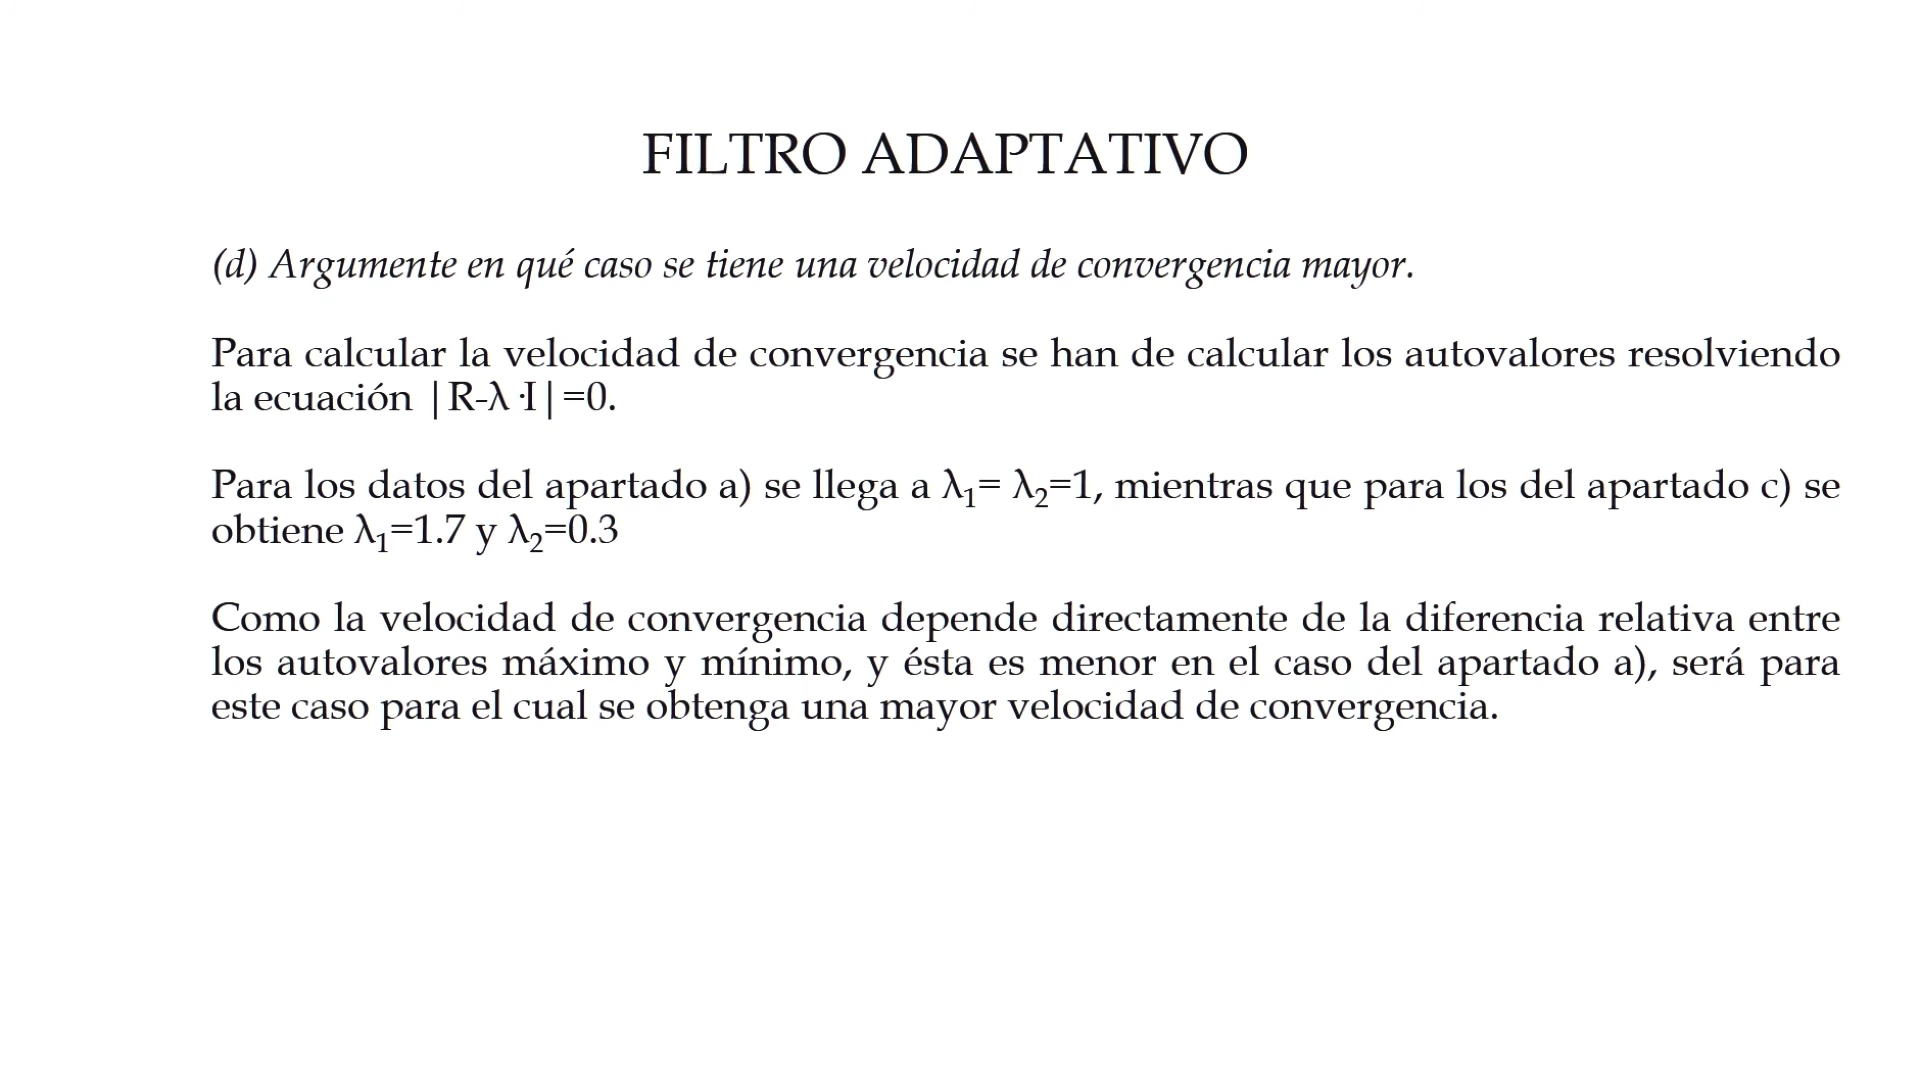 FILTRO ADAPTATIVO
(d) Argumente en qué caso se tiene una velocidad de convergencia mayor.
Para calcular la velocidad de convergencia se han de calcular los autovalores resolviendo
la ecuación |R-λ·I|=0.
Para los datos del apartado a) se llega a λ₁= λ₂=1, mientras que para los del apartado c) se
obtiene λ₁=1.7 y λ₂=0.3
Como la velocidad de convergencia depende directamente de la diferencia relativa entre
los autovalores máximo y mínimo, y ésta es menor en el caso del apartado a), será para
este caso para el cual se obtenga una mayor velocidad de convergencia.